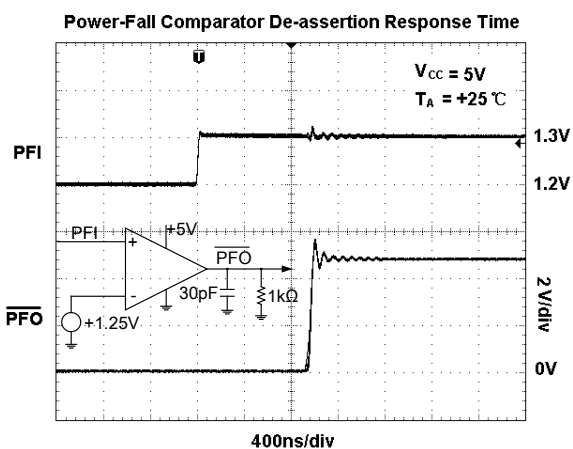 Power-Fall Comparator De-assertion Response Time
T
VCC = 5V
TA = +25 ℃
PFI
1.3V
1.2V
PFI
+5V
+
PFO
-
30pF
1kΩ
+1.25V
PFO
2 V/div
0V
400ns/div